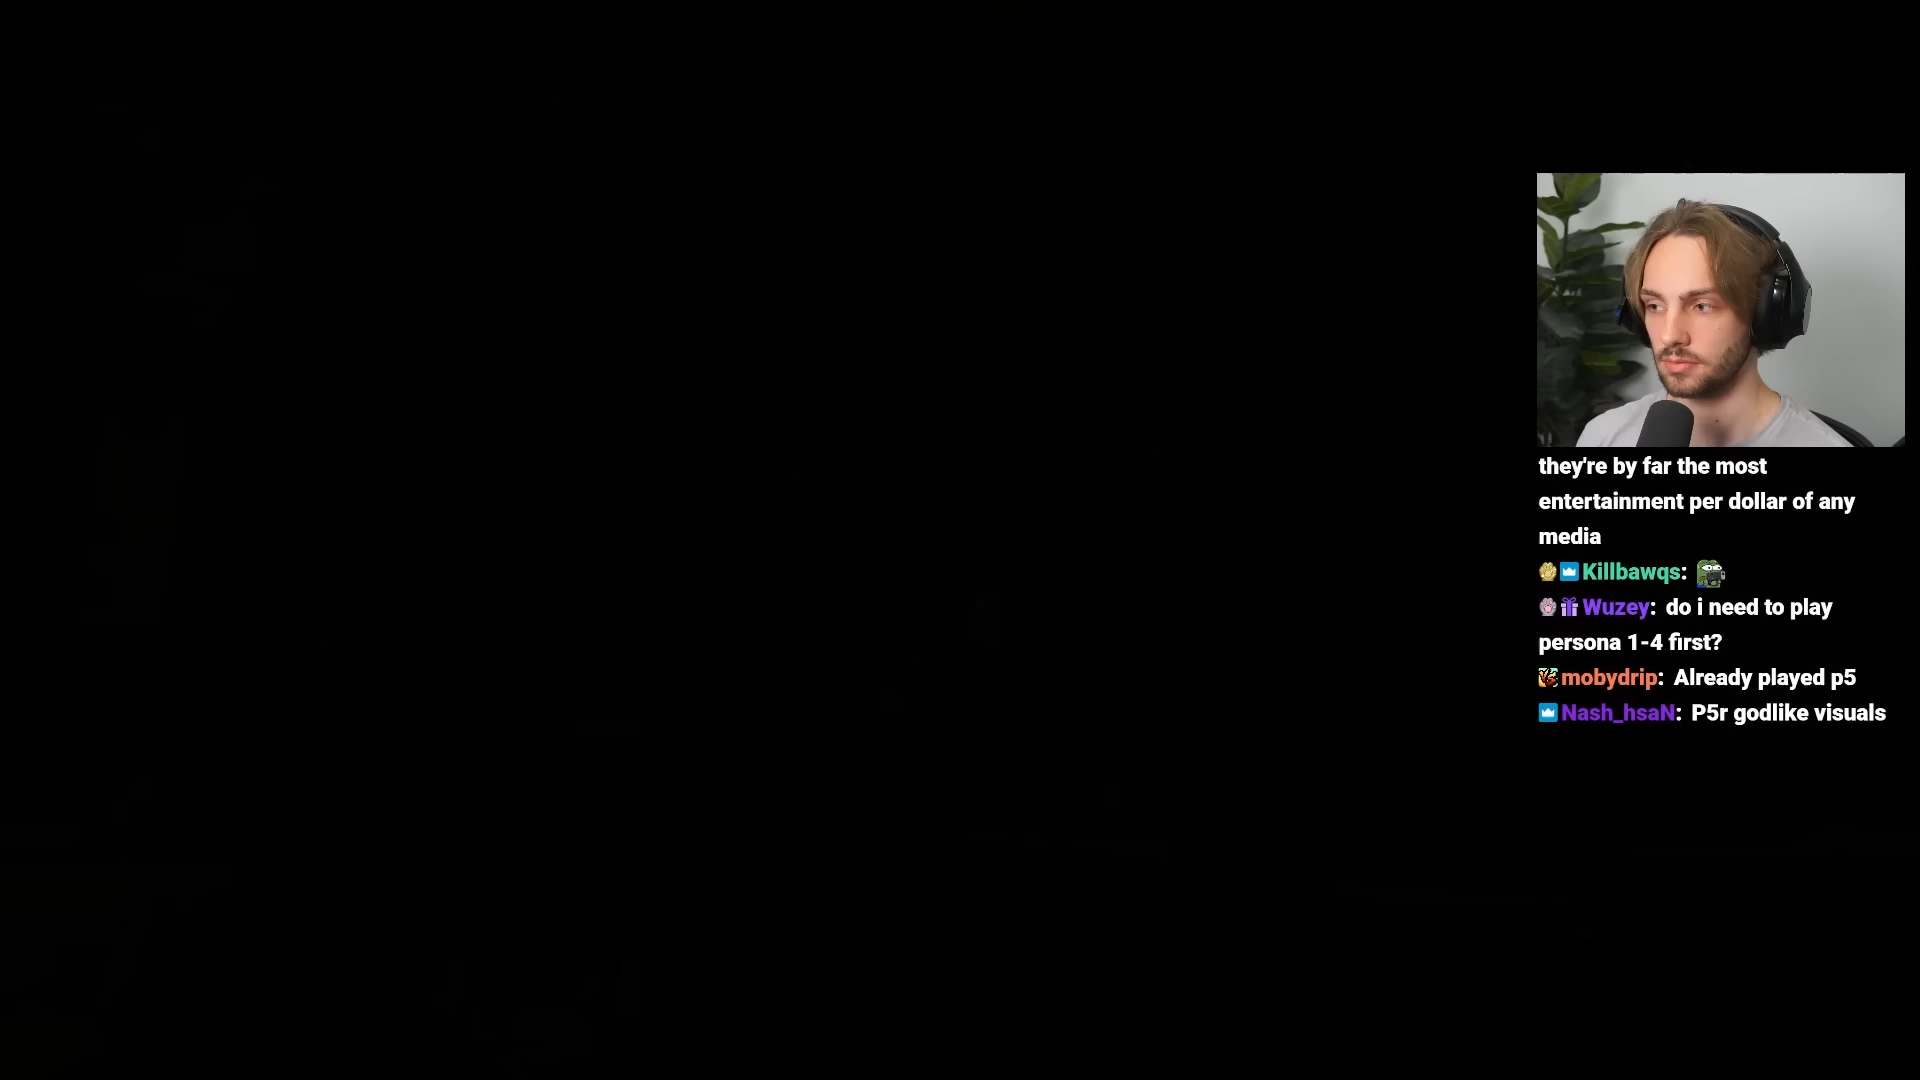 they're by far the most
entertainment per dollar of any
media
Killbawqs:
Wuzey: do i need to play
persona 1-4 first?
mobydrip: Already played p5
Nash_hsaN: P5r godlike visuals